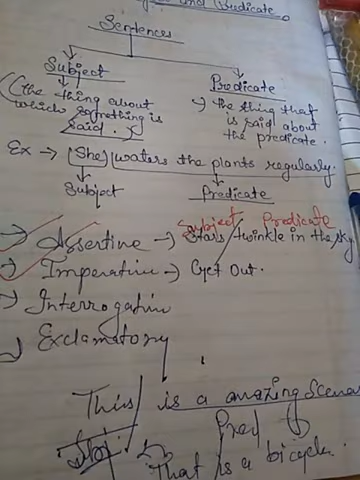 and Predicate
Sentences
Subject
Predicate
(the thing about
which something is
said.)
→ the thing that
is said about
the predicate.
Ex → (She) waters the plants regularly.
Subject
Predicate
Subject Predicate
→ Assertive → Stars/twinkle in the sky
→ Imperative → Get Out.
→ Interrogative
→ Exclamatory
This/ is a amazing
Pred
That is a bicycle.